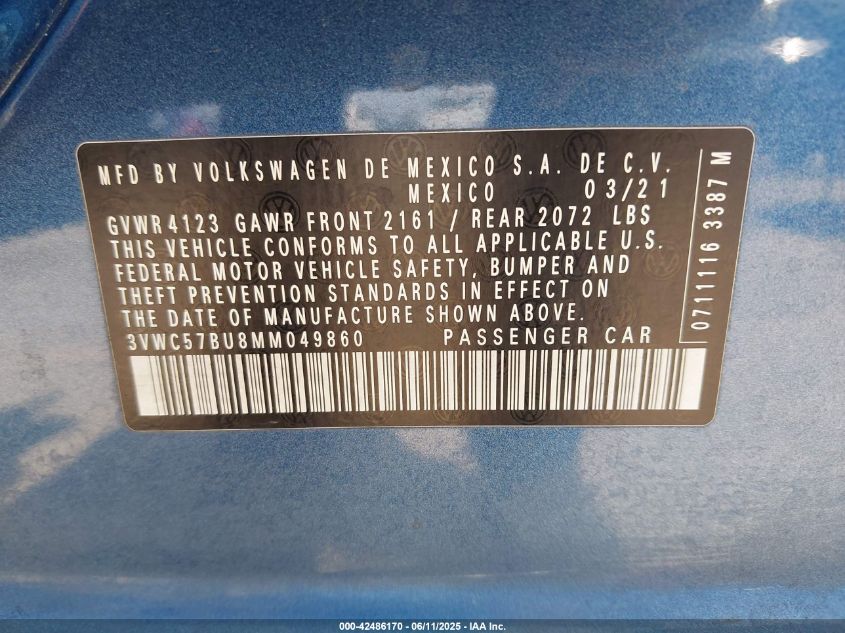 MFD BY VOLKSWAGEN DE MEXICO S.A. DE C.V.
MEXICO 03/21
GVWR 4123 GAWR FRONT 2161 / REAR 2072 LBS
THIS VEHICLE CONFORMS TO ALL APPLICABLE U.S.
FEDERAL MOTOR VEHICLE SAFETY, BUMPER AND
THEFT PREVENTION STANDARDS IN EFFECT ON
THE DATE OF MANUFACTURE SHOWN ABOVE.
3VWC57BU8MM049860 PASSENGER CAR
0711116 3387 M
000-42486170 - 06/11/2025 - IAA Inc.